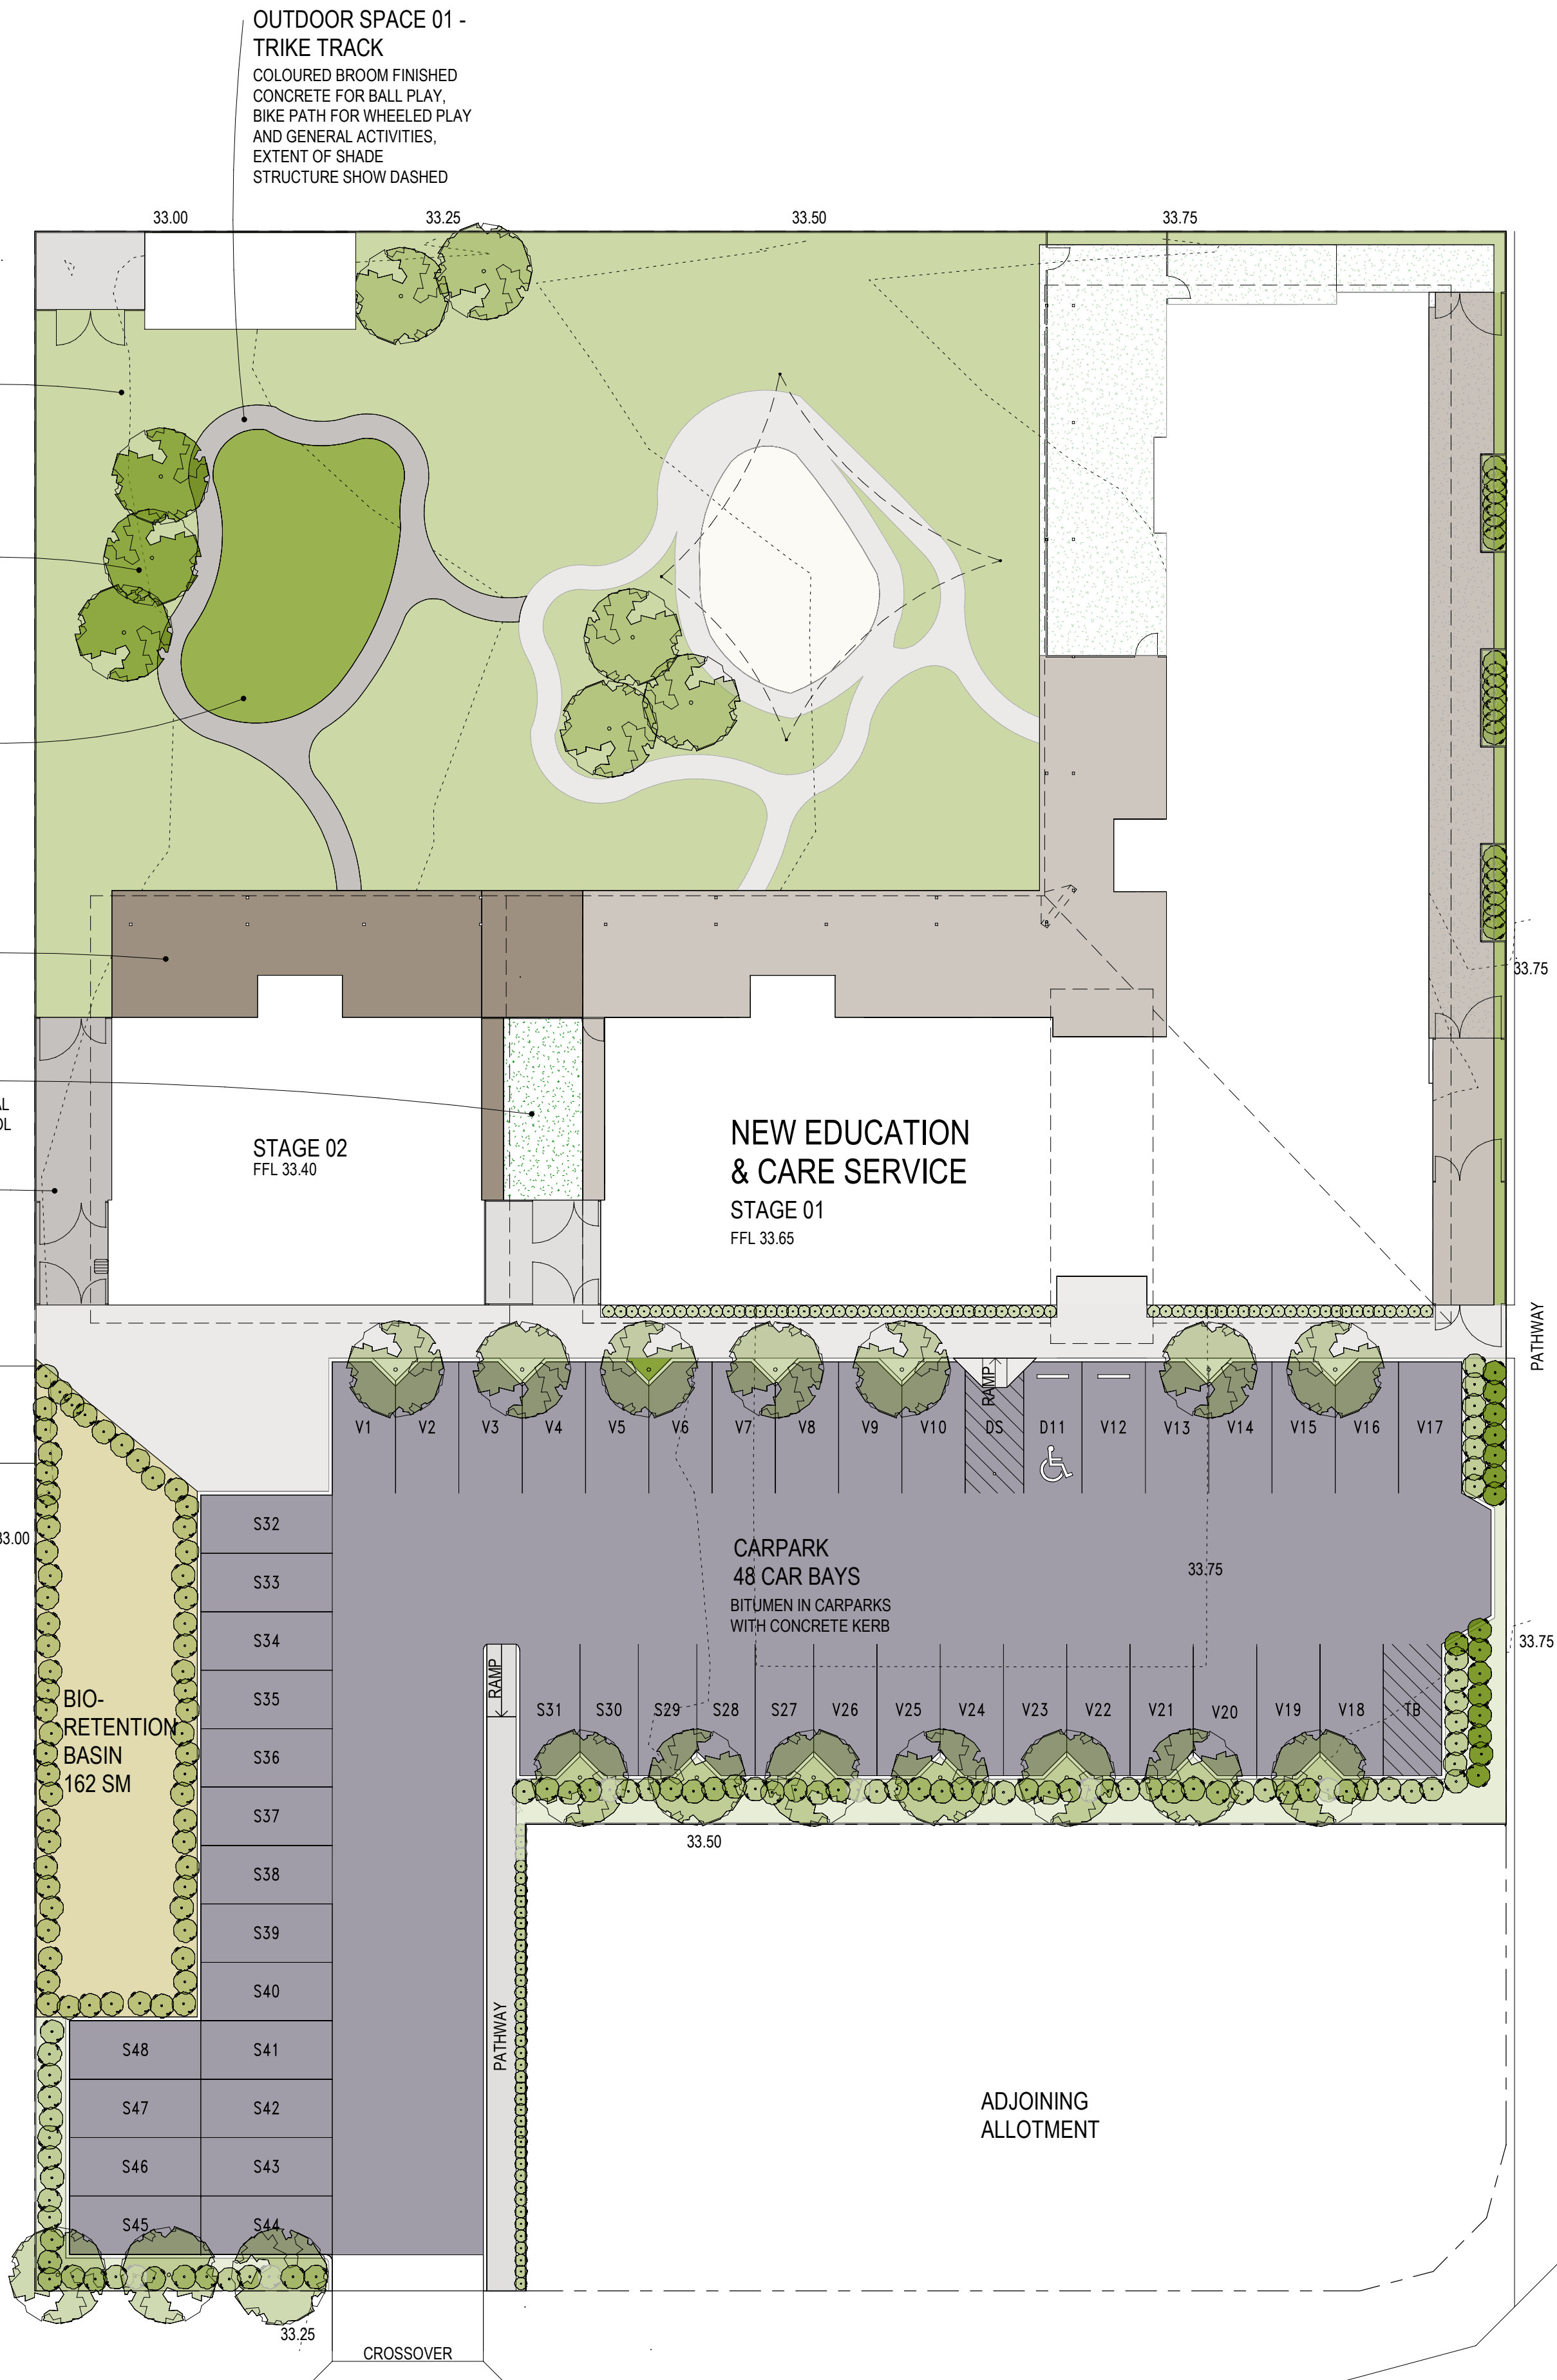 OUTDOOR SPACE 01 -
TRIKE TRACK
COLOURED BROOM FINISHED
CONCRETE FOR BALL PLAY,
BIKE PATH FOR WHEELED PLAY
AND GENERAL ACTIVITIES,
EXTENT OF SHADE
STRUCTURE SHOW DASHED
33.00
33.25
33.50
33.75
33.75
AL
OL
STAGE 02
FFL 33.40
NEW EDUCATION
& CARE SERVICE
STAGE 01
FFL 33.65
PATHWAY
RAMP
V1
V2
V3
V4
V5
V6
V7
V8
V9
V10
DS
D11
V12
V13
V14
V15
V16
V17
33.00
CARPARK
48 CAR BAYS
BITUMEN IN CARPARKS
WITH CONCRETE KERB
33.75
33.75
S32
S33
S34
S35
S36
S37
S38
S39
S40
BIO-
RETENTION
BASIN
162 SM
RAMP
S31
S30
S29
S28
S27
V26
V25
V24
V23
V22
V21
V20
V19
V18
TB
33.50
PATHWAY
S48
S41
S47
S42
S46
S43
S45
S44
ADJOINING
ALLOTMENT
33.25
CROSSOVER